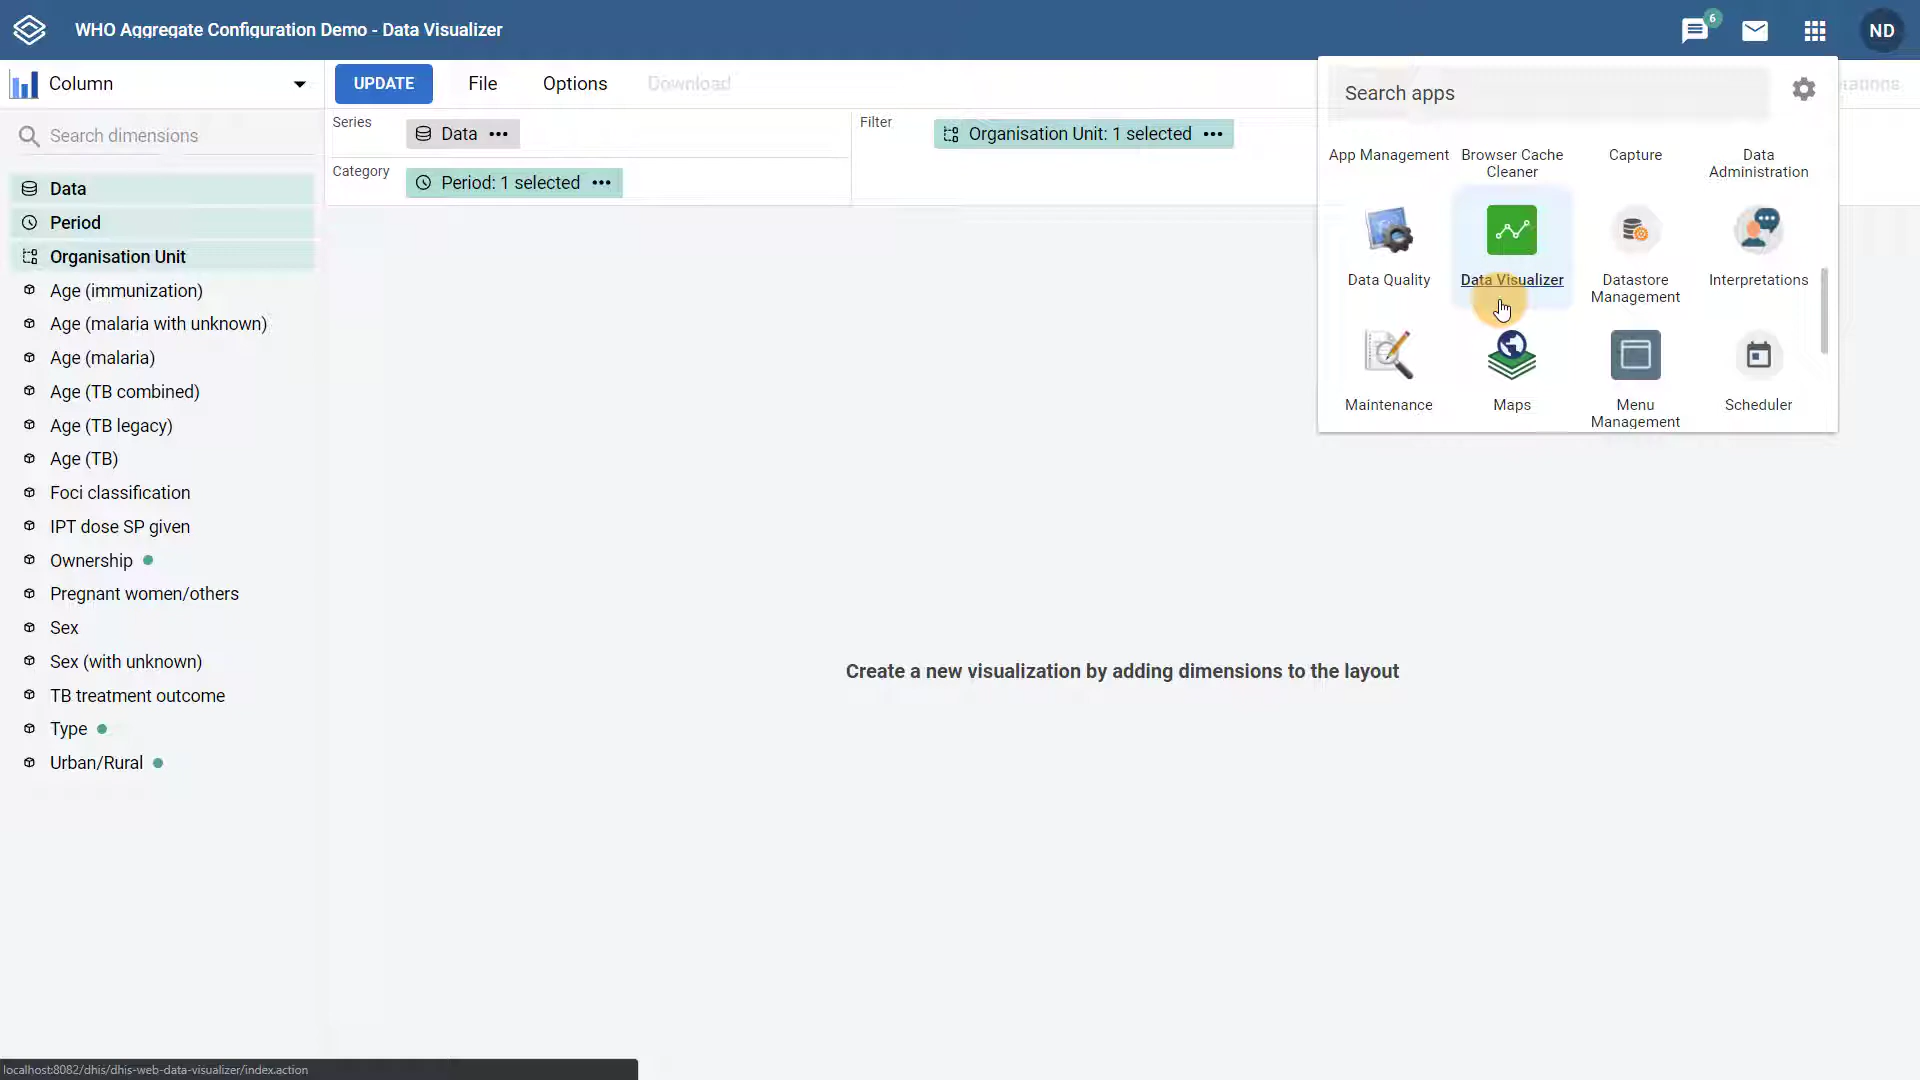 WHO Aggregate Configuration Demo - Data Visualizer
6
ND
Column
UPDATE
File
Options
Download
Search dimensions
Series
Data
Filter
Organisation Unit: 1 selected
Category
Period: 1 selected
Data
Period
Organisation Unit
Age (immunization)
Age (malaria with unknown)
Age (malaria)
Age (TB combined)
Age (TB legacy)
Age (TB)
Foci classification
IPT dose SP given
Ownership
Pregnant women/others
Sex
Sex (with unknown)
TB treatment outcome
Type
Urban/Rural
Search apps
App Management
Browser Cache
Cleaner
Capture
Data
Administration
Data Quality
Data Visualizer
Datastore
Management
Interpretations
Maintenance
Maps
Menu
Management
Scheduler
Create a new visualization by adding dimensions to the layout
localhost:8082/dhis/dhis-web-data-visualizer/index.action